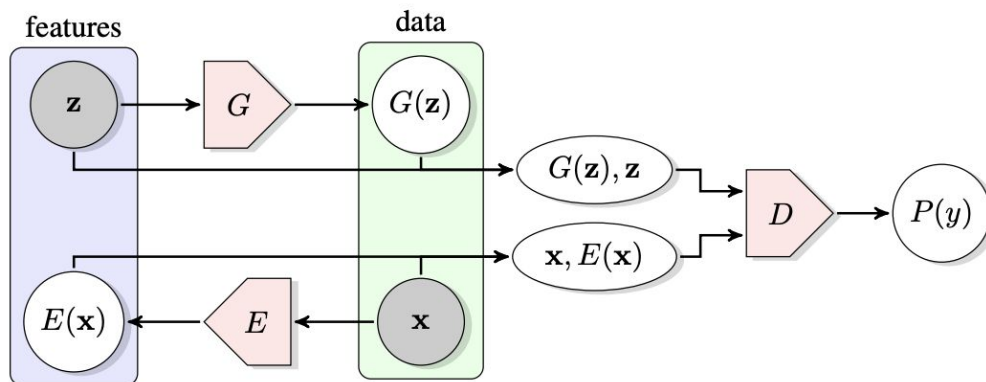 features
data
z
G
G(z)
G(z), z
D
P(y)
x, E(x)
E(x)
E
x